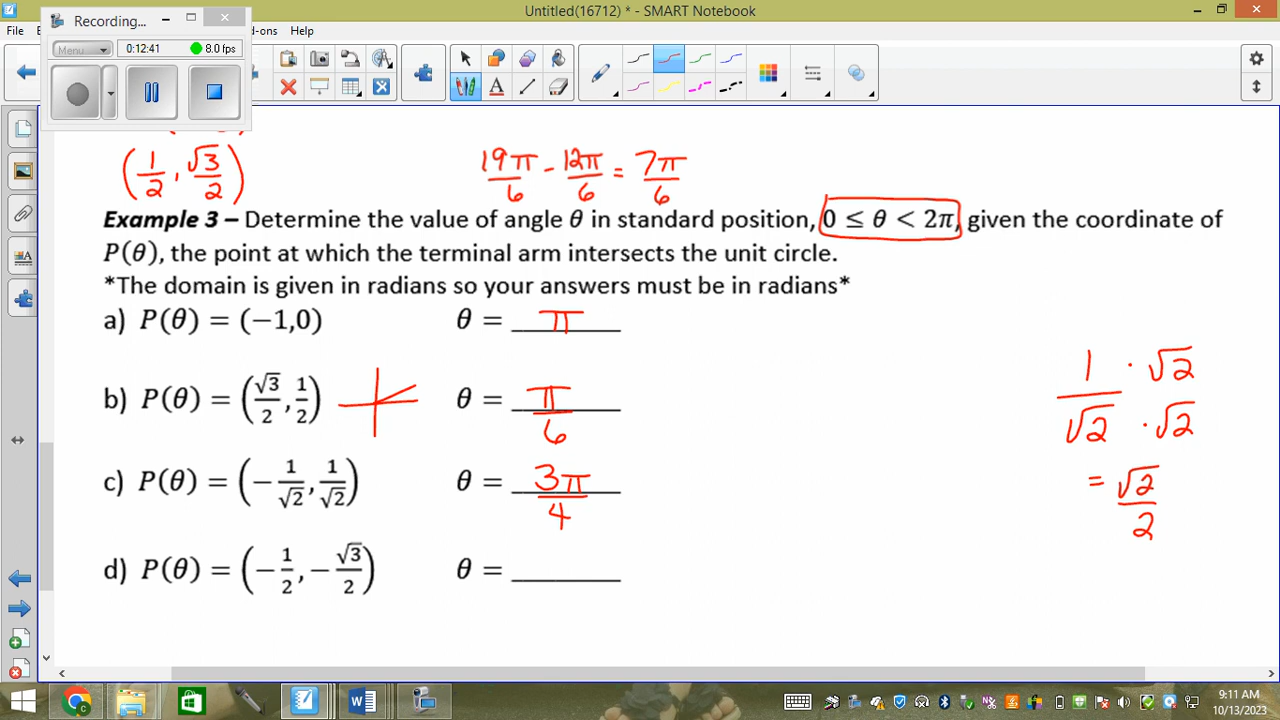 Untitled(16712) * - SMART Notebook
Recording...
File
d-ons Help
Menu 0:12:41 8.0 fps
(1/2, √3/2) 19π/6 - 12π/6 = 7π/6
Example 3 – Determine the value of angle θ in standard position, 0 ≤ θ < 2π, given the coordinate of
P(θ), the point at which the terminal arm intersects the unit circle.
*The domain is given in radians so your answers must be in radians*
a) P(θ) = (−1,0) θ = π
b) P(θ) = (√3/2, 1/2) θ = π/6
c) P(θ) = (−1/√2, 1/√2) θ = 3π/4
d) P(θ) = (−1/2, −√3/2) θ = ______
1/√2 · √2/√2
= √2/2
9:11 AM
10/13/2023